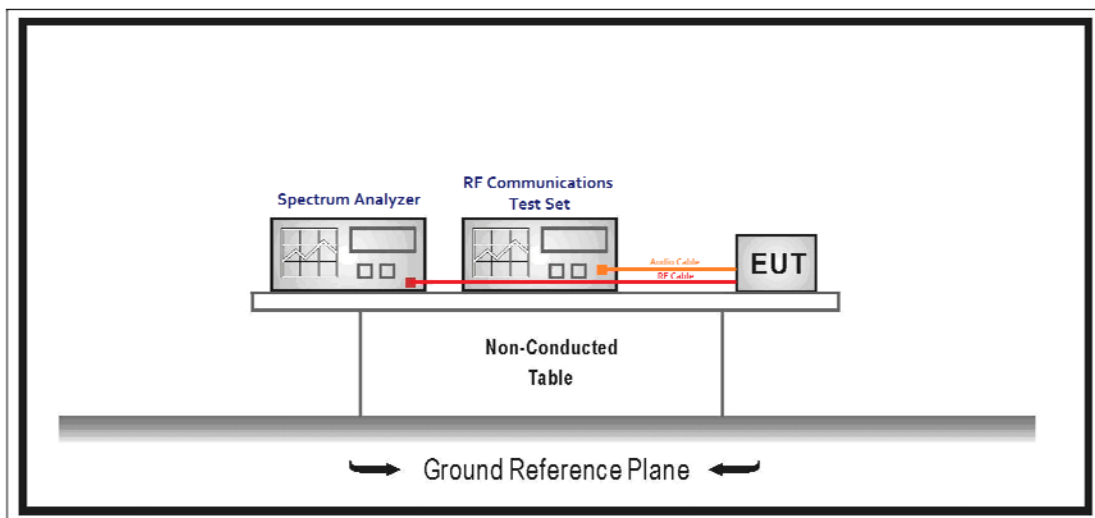 Spectrum Analyzer
RF Communications
Test Set
Audio Cable
RF Cable
EUT
Non-Conducted
Table
Ground Reference Plane